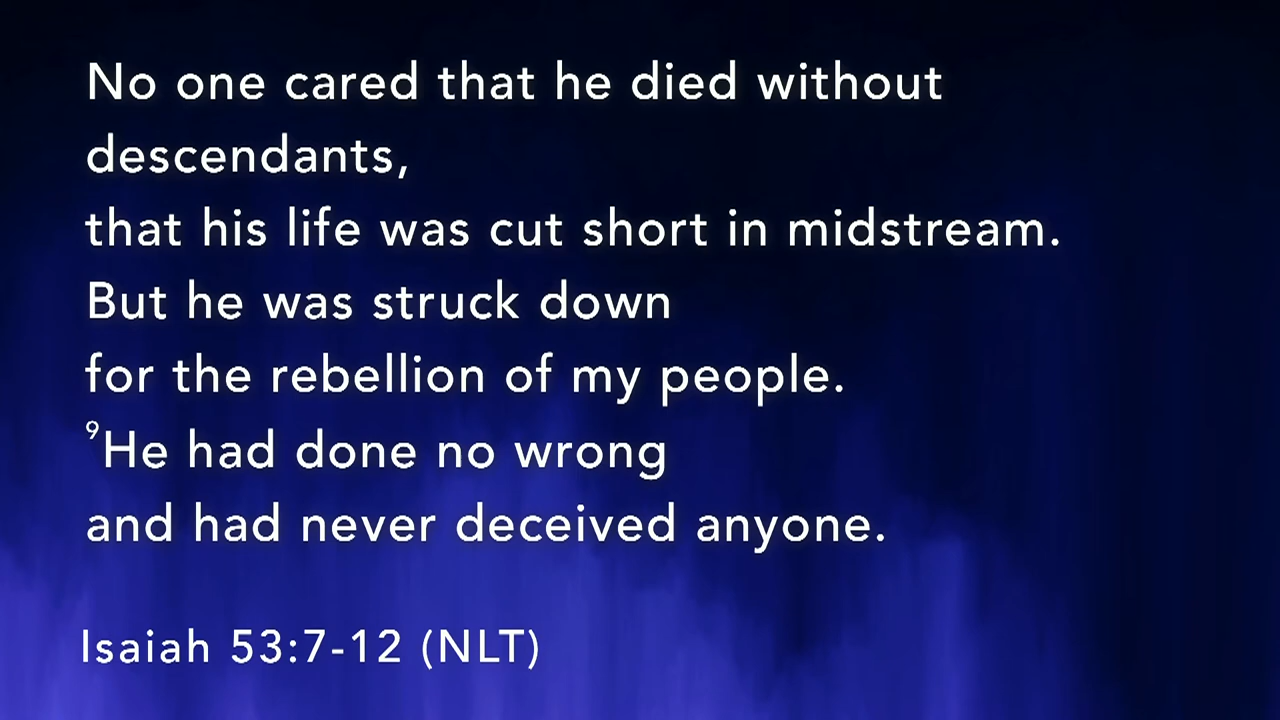 No one cared that he died without
descendants,
that his life was cut short in midstream.
But he was struck down
for the rebellion of my people.
⁹He had done no wrong
and had never deceived anyone.
Isaiah 53:7-12 (NLT)